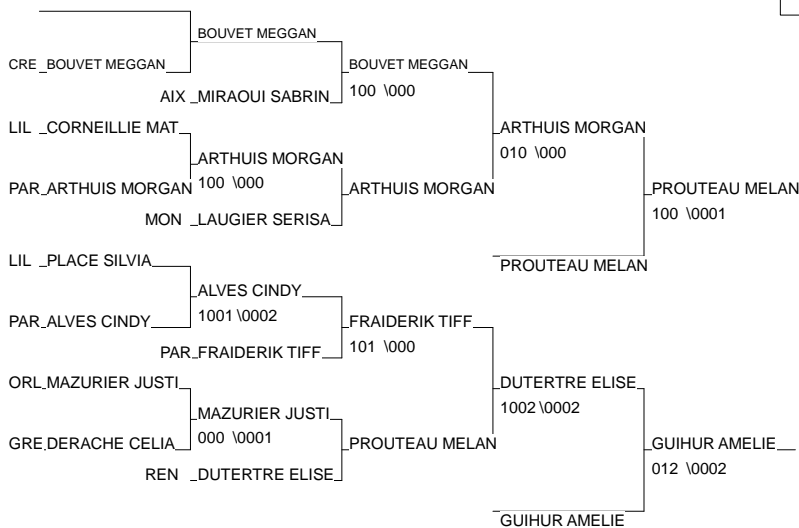 BOUVET MEGGAN
CRE BOUVET MEGGAN
BOUVET MEGGAN
100 \000
AIX MIRAOUI SABRIN
LIL CORNEILLIE MAT
ARTHUIS MORGAN
010 \000
ARTHUIS MORGAN
100 \000
PAR ARTHUIS MORGAN
ARTHUIS MORGAN
PROUTEAU MELAN
100 \0001
MON LAUGIER SERISA
LIL PLACE SILVIA
PROUTEAU MELAN
ALVES CINDY
1001 \0002
PAR ALVES CINDY
FRAIDERIK TIFF
101 \000
PAR FRAIDERIK TIFF
ORL MAZURIER JUSTI
DUTERTRE ELISE
1002 \0002
MAZURIER JUSTI
000 \0001
GRE DERACHE CELIA
PROUTEAU MELAN
GUIHUR AMELIE
012 \0002
REN DUTERTRE ELISE
GUIHUR AMELIE